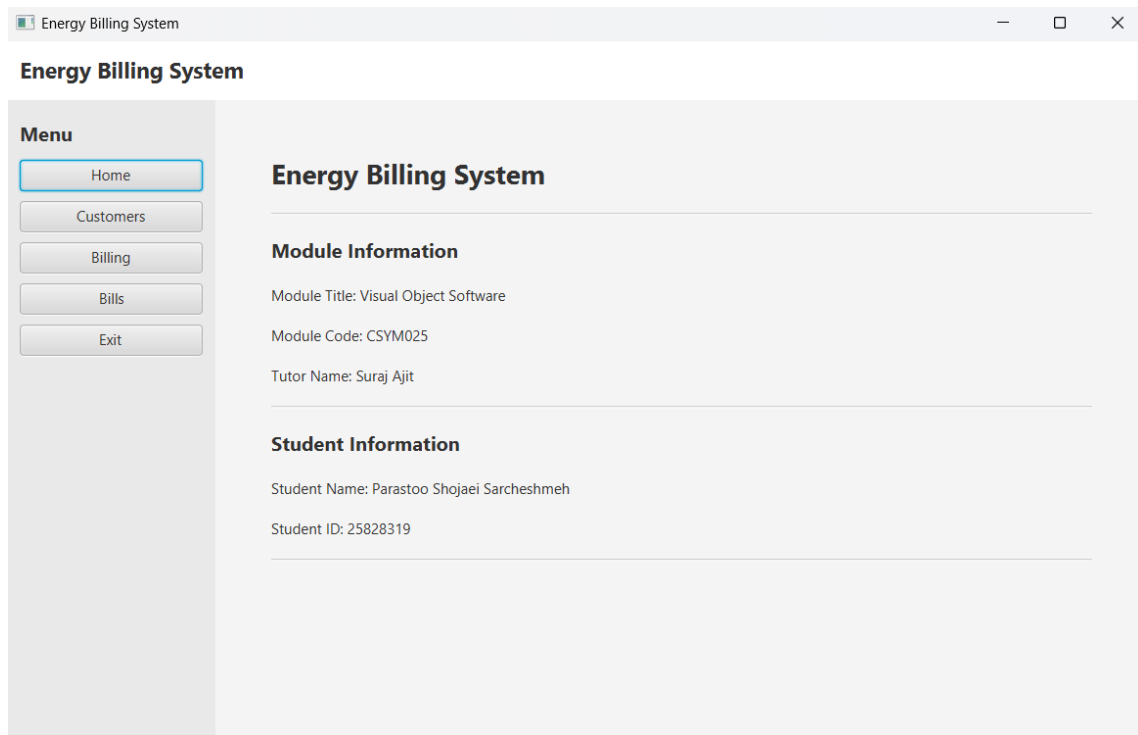 Energy Billing System
Energy Billing System
Menu
Home
Customers
Billing
Bills
Exit
Energy Billing System
Module Information
Module Title: Visual Object Software
Module Code: CSYM025
Tutor Name: Suraj Ajit
Student Information
Student Name: Parastoo Shojaei Sarcheshmeh
Student ID: 25828319